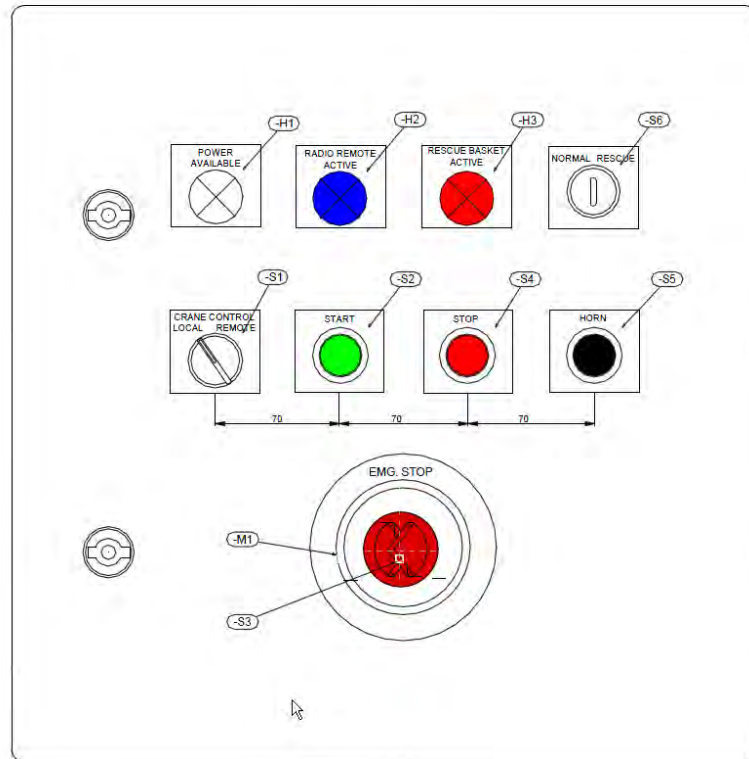 -H1
-H2
-H3
-S6
POWER
AVAILABLE
RADIO REMOTE
ACTIVE
RESCUE BASKET
ACTIVE
NORMAL RESCUE
-S1
-S2
-S4
-S5
CRANE CONTROL
LOCAL REMOTE
START
STOP
HORN
70
70
70
EMG. STOP
-M1
-S3